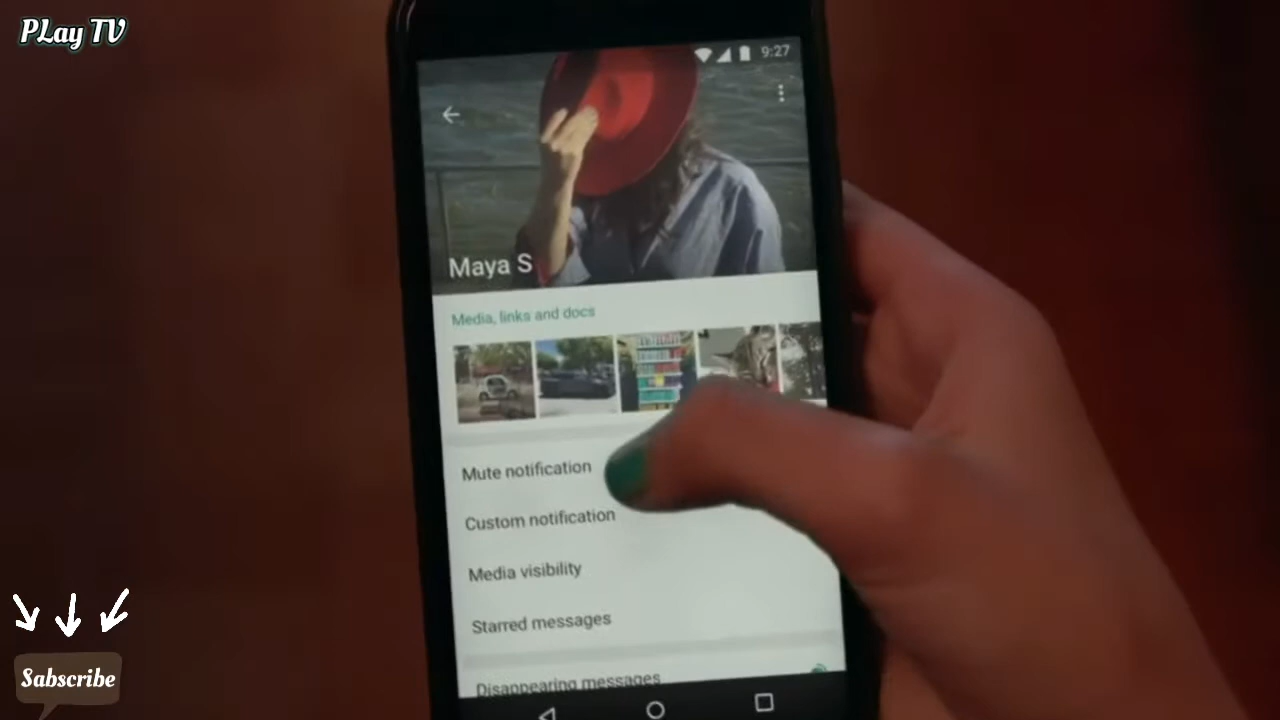 PLay TV
9:27
Maya S
Media, links and docs
Mute notification
Custom notification
Media visibility
Starred messages
Disappearing messages
Sabscribe